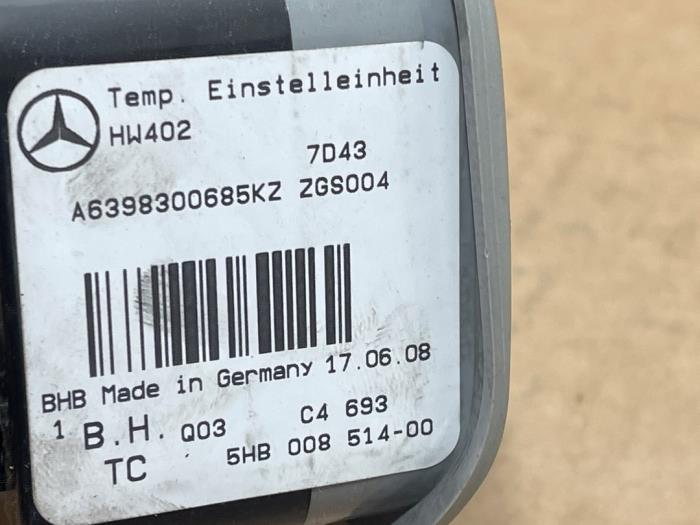 Temp. Einstelleinheit
HW402
7D43
A6398300685KZ ZGS004
BHB Made in Germany 17.06.08
1 B.H. Q03 C4 693
TC 5HB 008 514-00